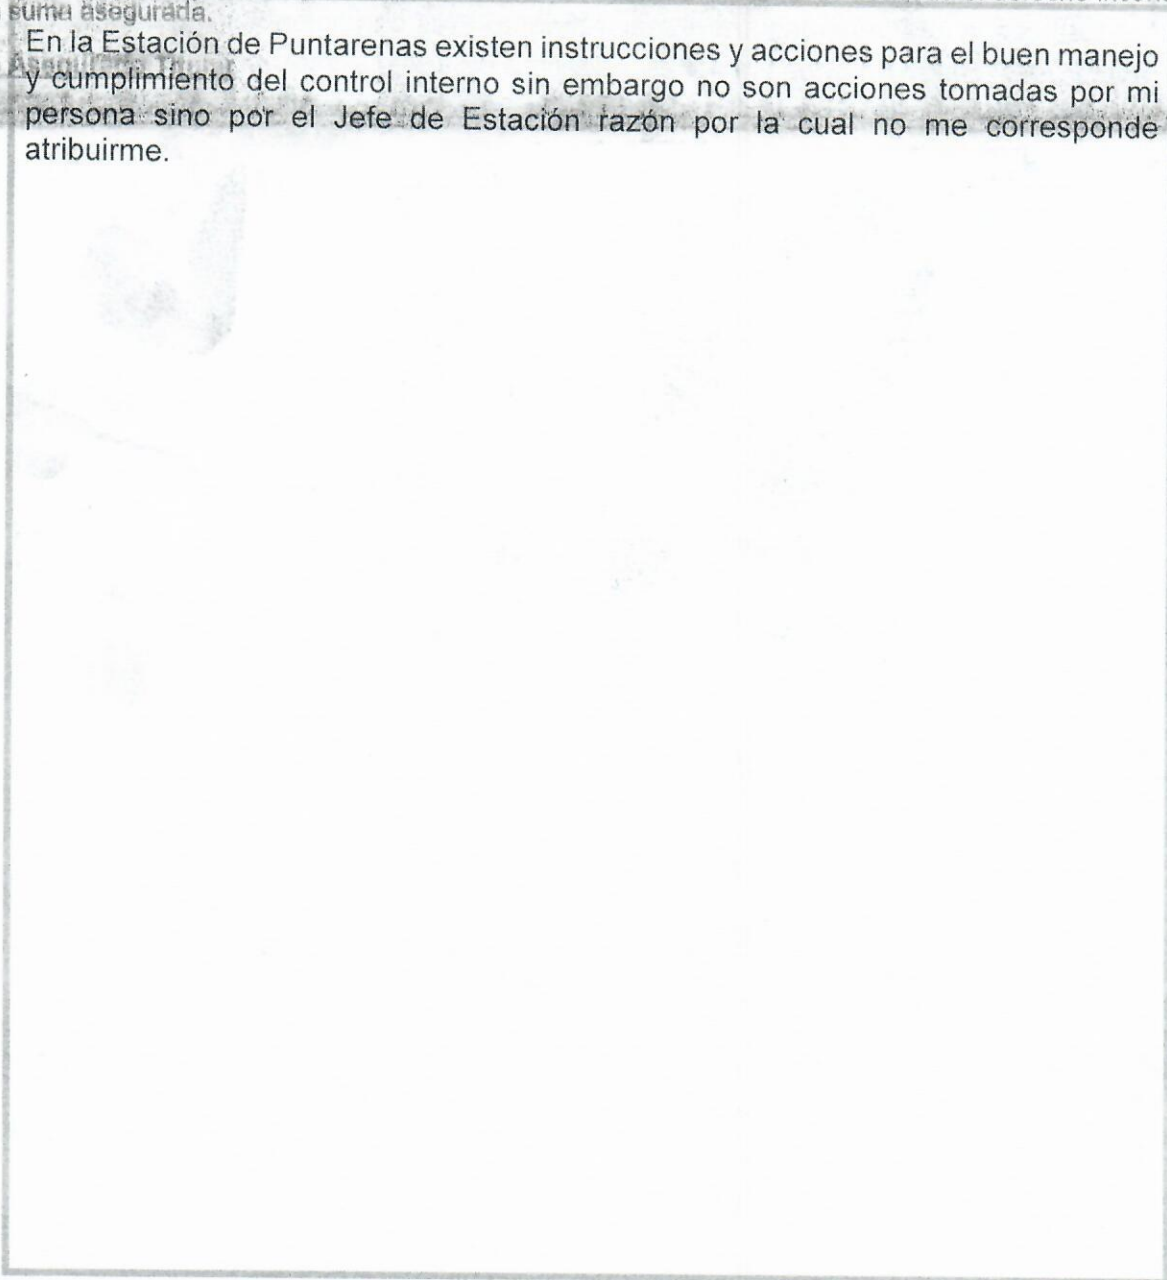 suma asegurada.
En la Estación de Puntarenas existen instrucciones y acciones para el buen manejo
Asegurado Titular
y cumplimiento del control interno sin embargo no son acciones tomadas por mi
persona sino por el Jefe de Estación razón por la cual no me corresponde
atribuirme.